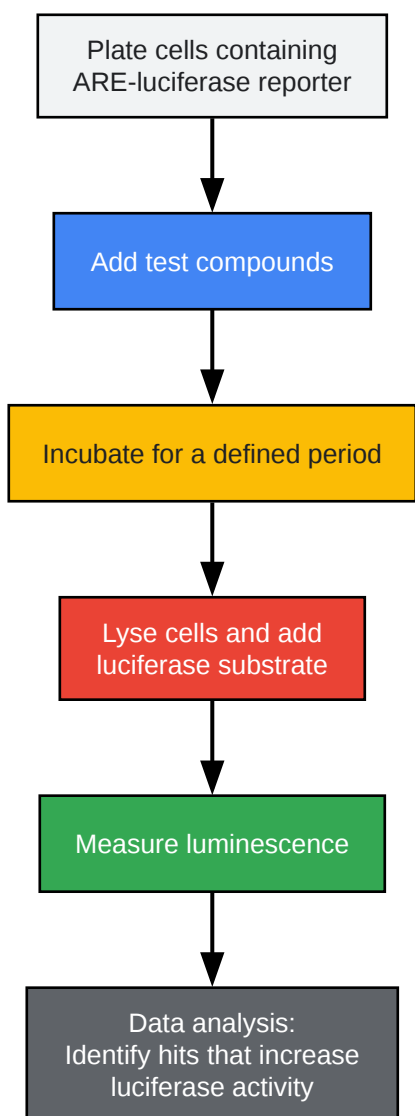 Plate cells containing
ARE-luciferase reporter
Add test compounds
Incubate for a defined period
Lyse cells and add
luciferase substrate
Measure luminescence
Data analysis:
Identify hits that increase
luciferase activity